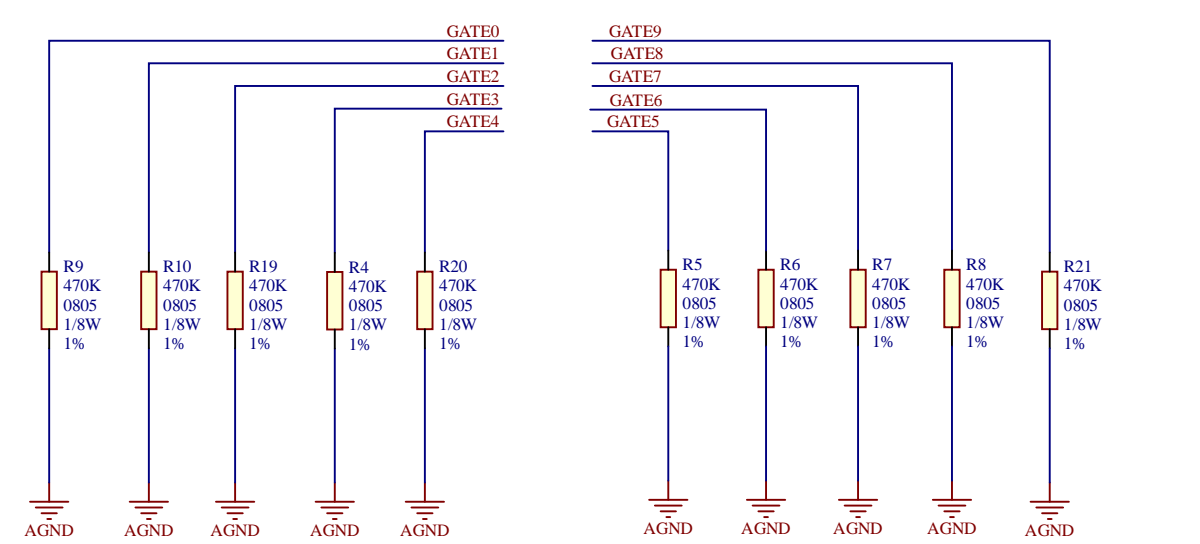 GATE0
GATE1
GATE2
GATE3
GATE4
GATE9
GATE8
GATE7
GATE6
GATE5
R9
470K
0805
1/8W
1%
R10
470K
0805
1/8W
1%
R19
470K
0805
1/8W
1%
R4
470K
0805
1/8W
1%
R20
470K
0805
1/8W
1%
R5
470K
0805
1/8W
1%
R6
470K
0805
1/8W
1%
R7
470K
0805
1/8W
1%
R8
470K
0805
1/8W
1%
R21
470K
0805
1/8W
1%
AGND
AGND
AGND
AGND
AGND
AGND
AGND
AGND
AGND
AGND